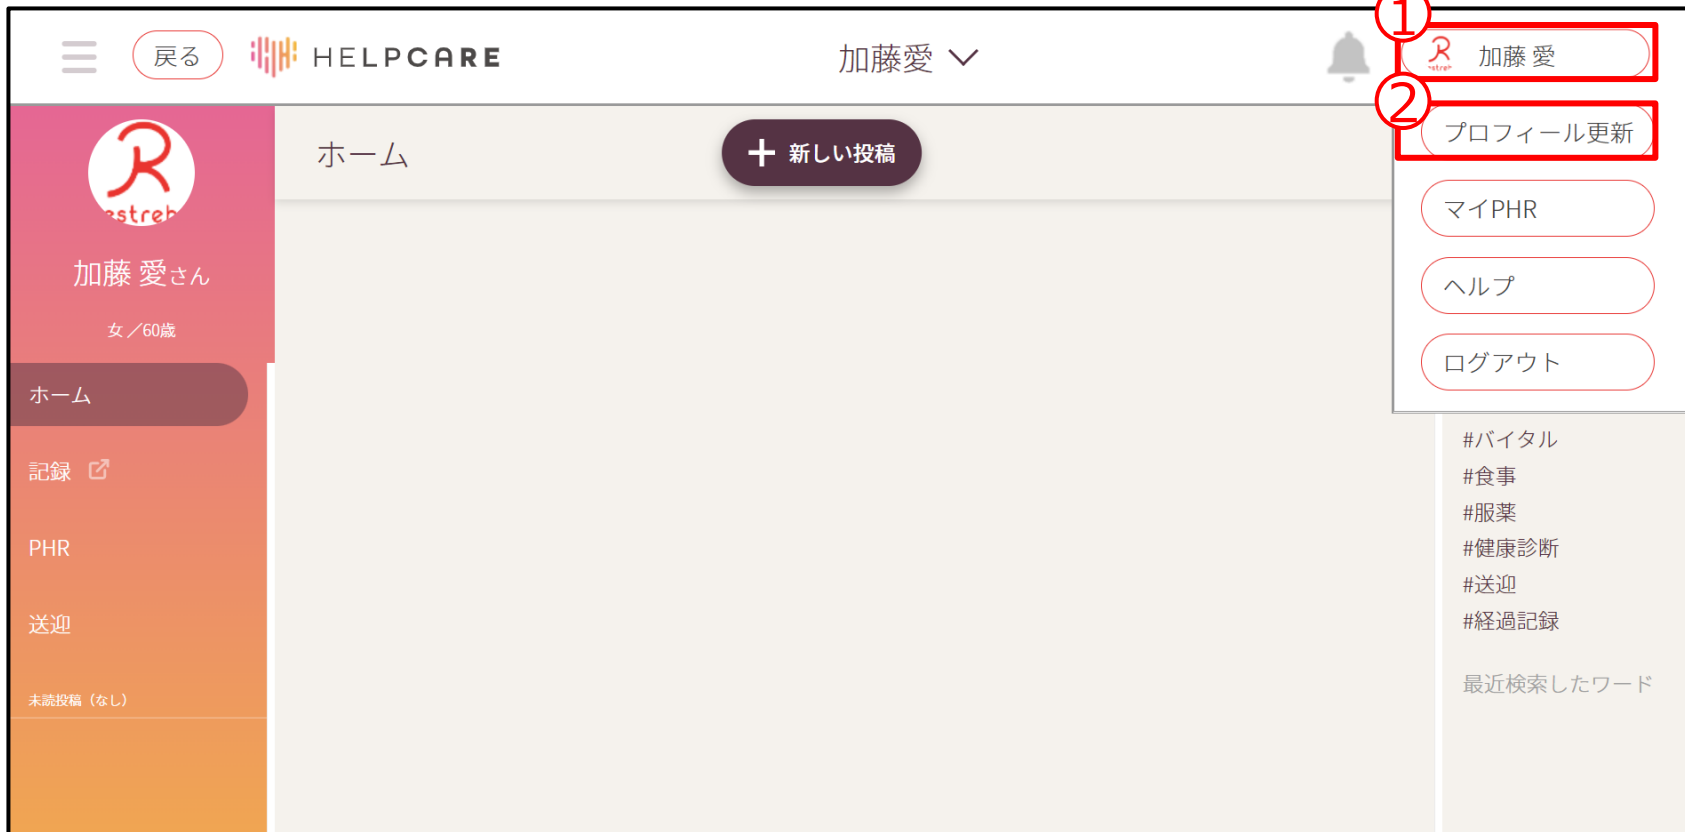 戻る
HELPCARE
加藤愛
①
加藤 愛
②
プロフィール更新
マイPHR
ヘルプ
ログアウト
estreh
加藤 愛さん
女／60歳
ホーム
記録
PHR
送迎
未読投稿（なし）
ホーム
新しい投稿
#バイタル
#食事
#服薬
#健康診断
#送迎
#経過記録
最近検索したワード